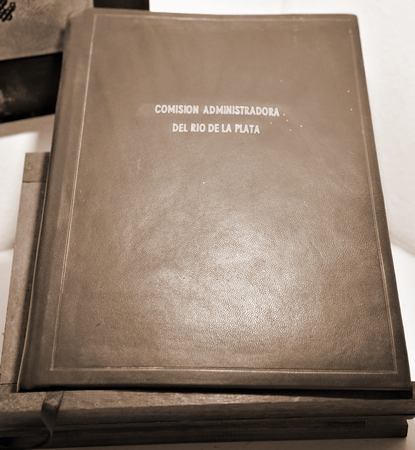 COMISION ADMINISTRADORA
DEL RIO DE LA PLATA